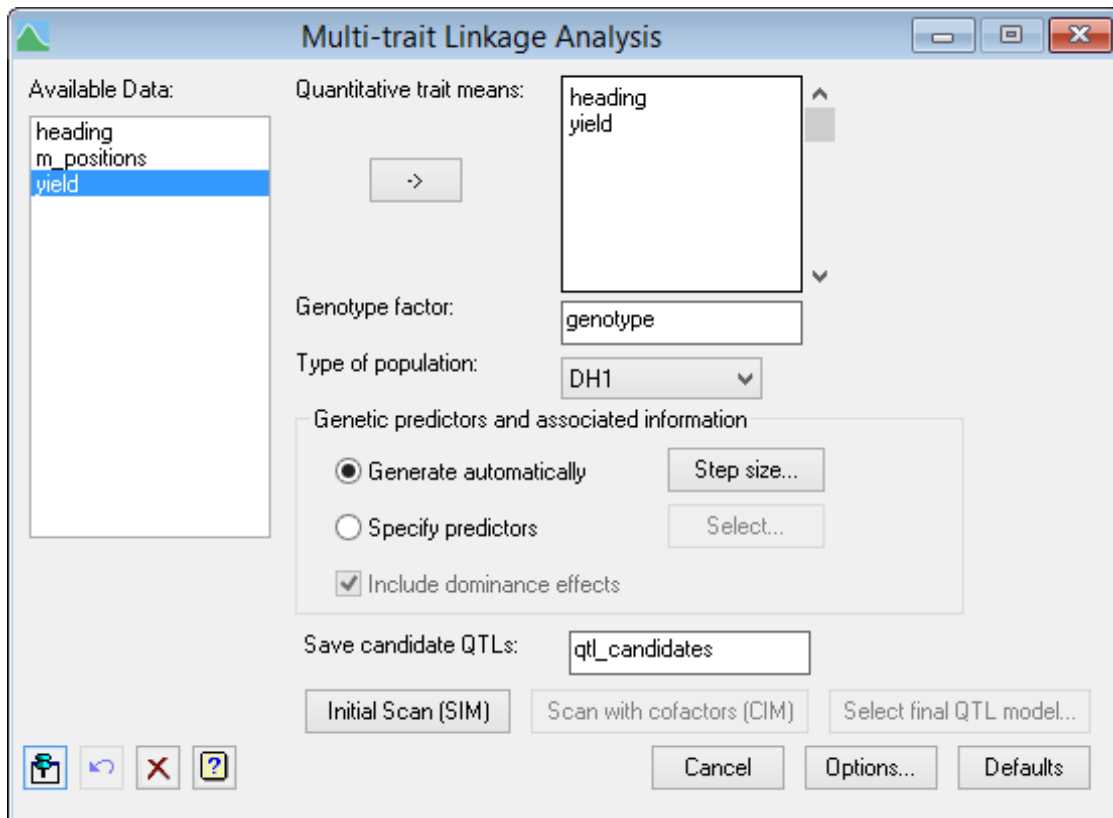 Multi-trait Linkage Analysis
Available Data:
heading
m_positions
yield
Quantitative trait means:
->
heading
yield
Genotype factor:
genotype
Type of population:
DH1
Genetic predictors and associated information
Generate automatically
Step size...
Specify predictors
Select...
Include dominance effects
Save candidate QTLs:
qtl_candidates
Initial Scan (SIM)
Scan with cofactors (CIM)
Select final QTL model...
?
Cancel
Options...
Defaults